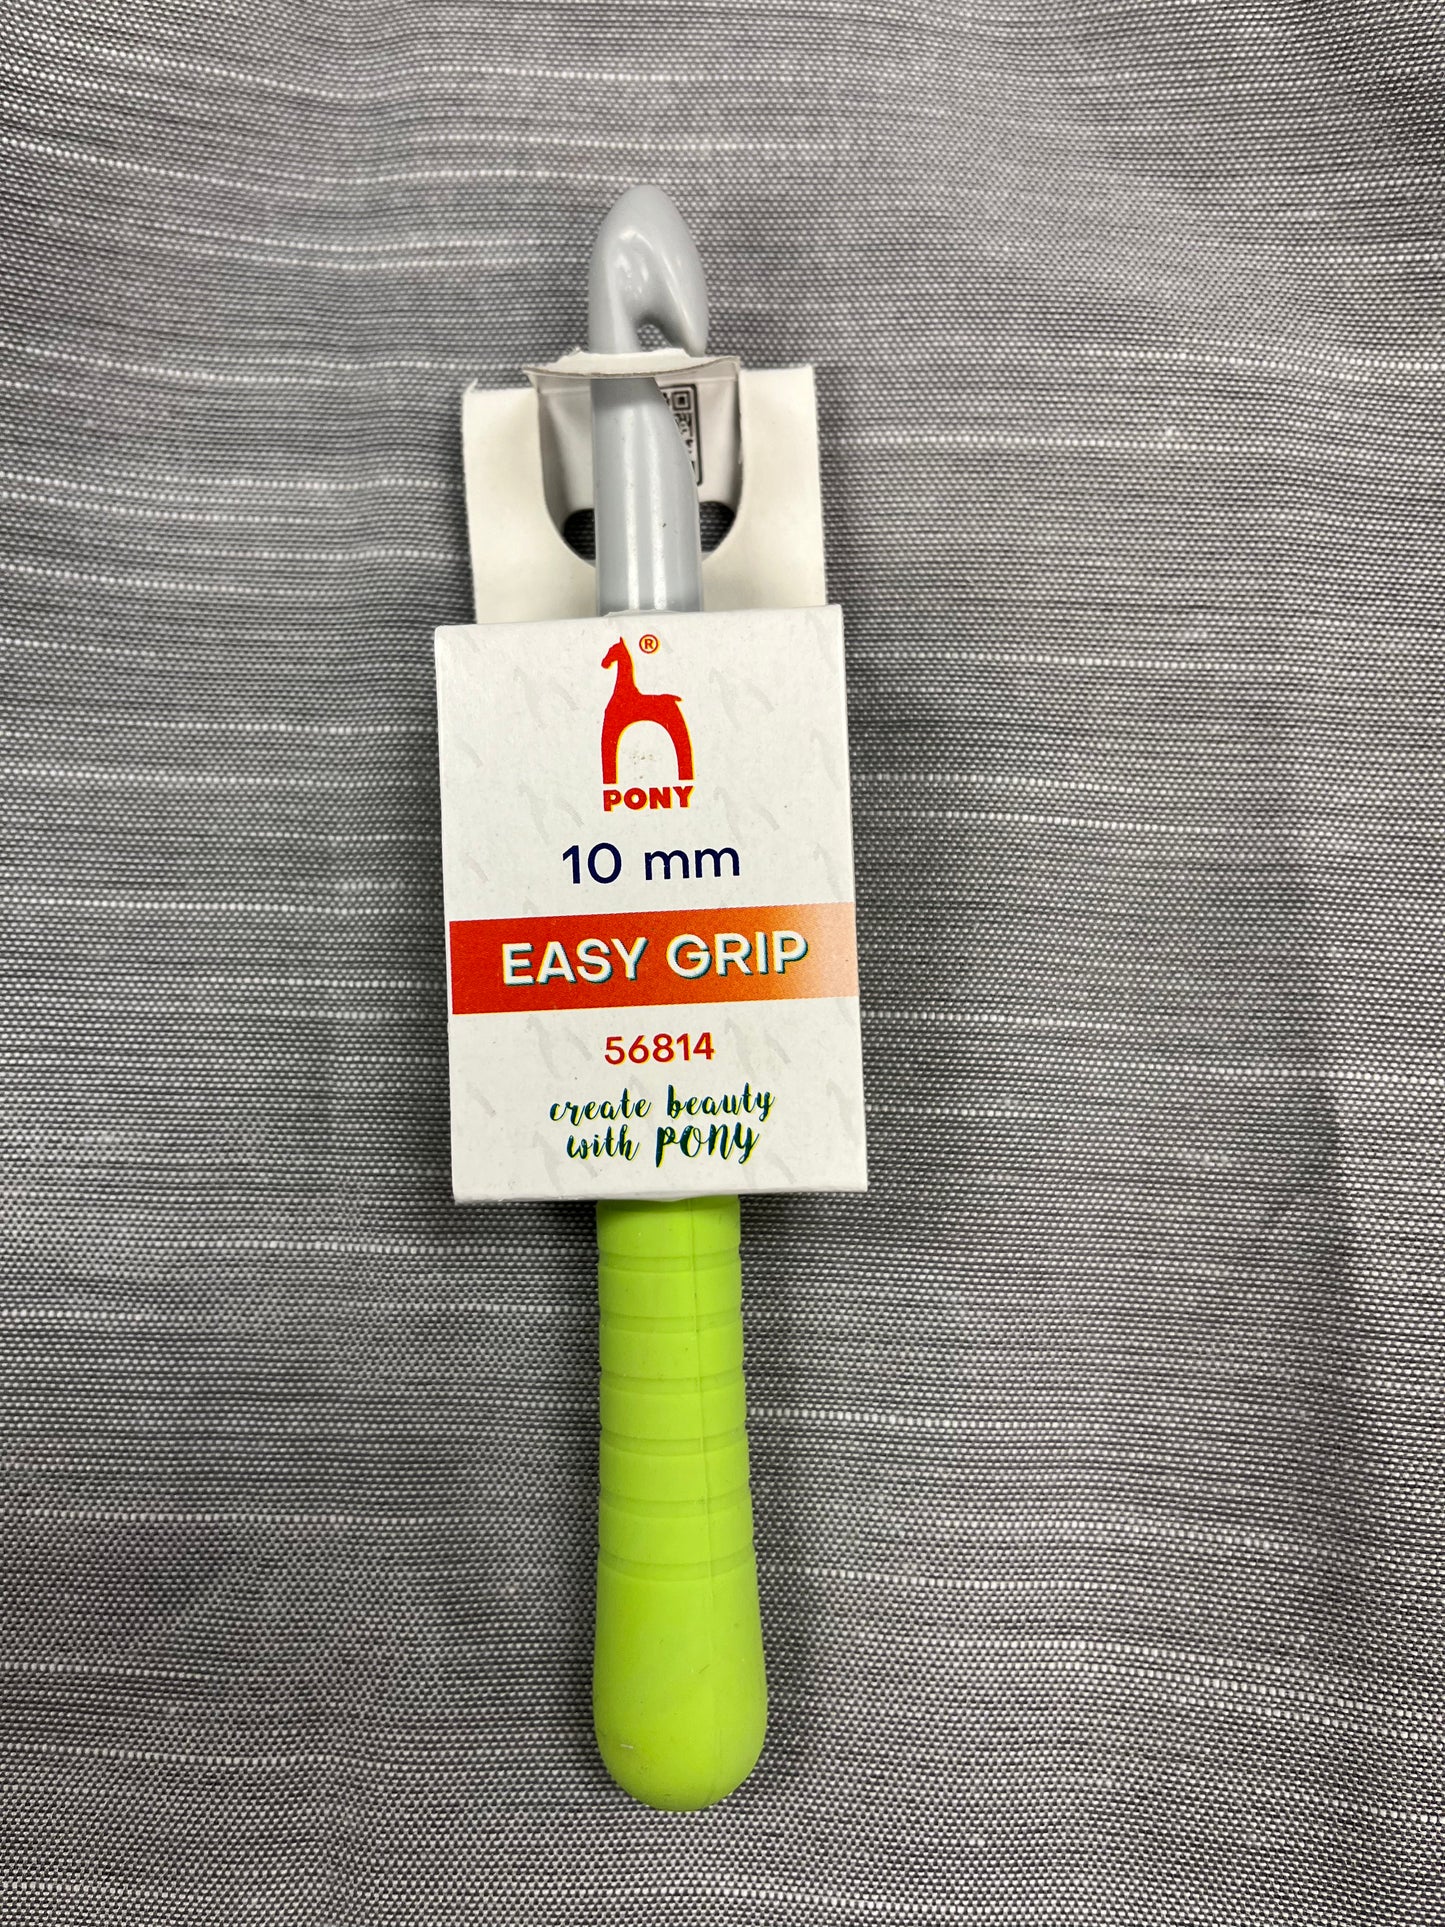 ®
PONY
10 mm
EASY GRIP
56814
create beauty
with PONY